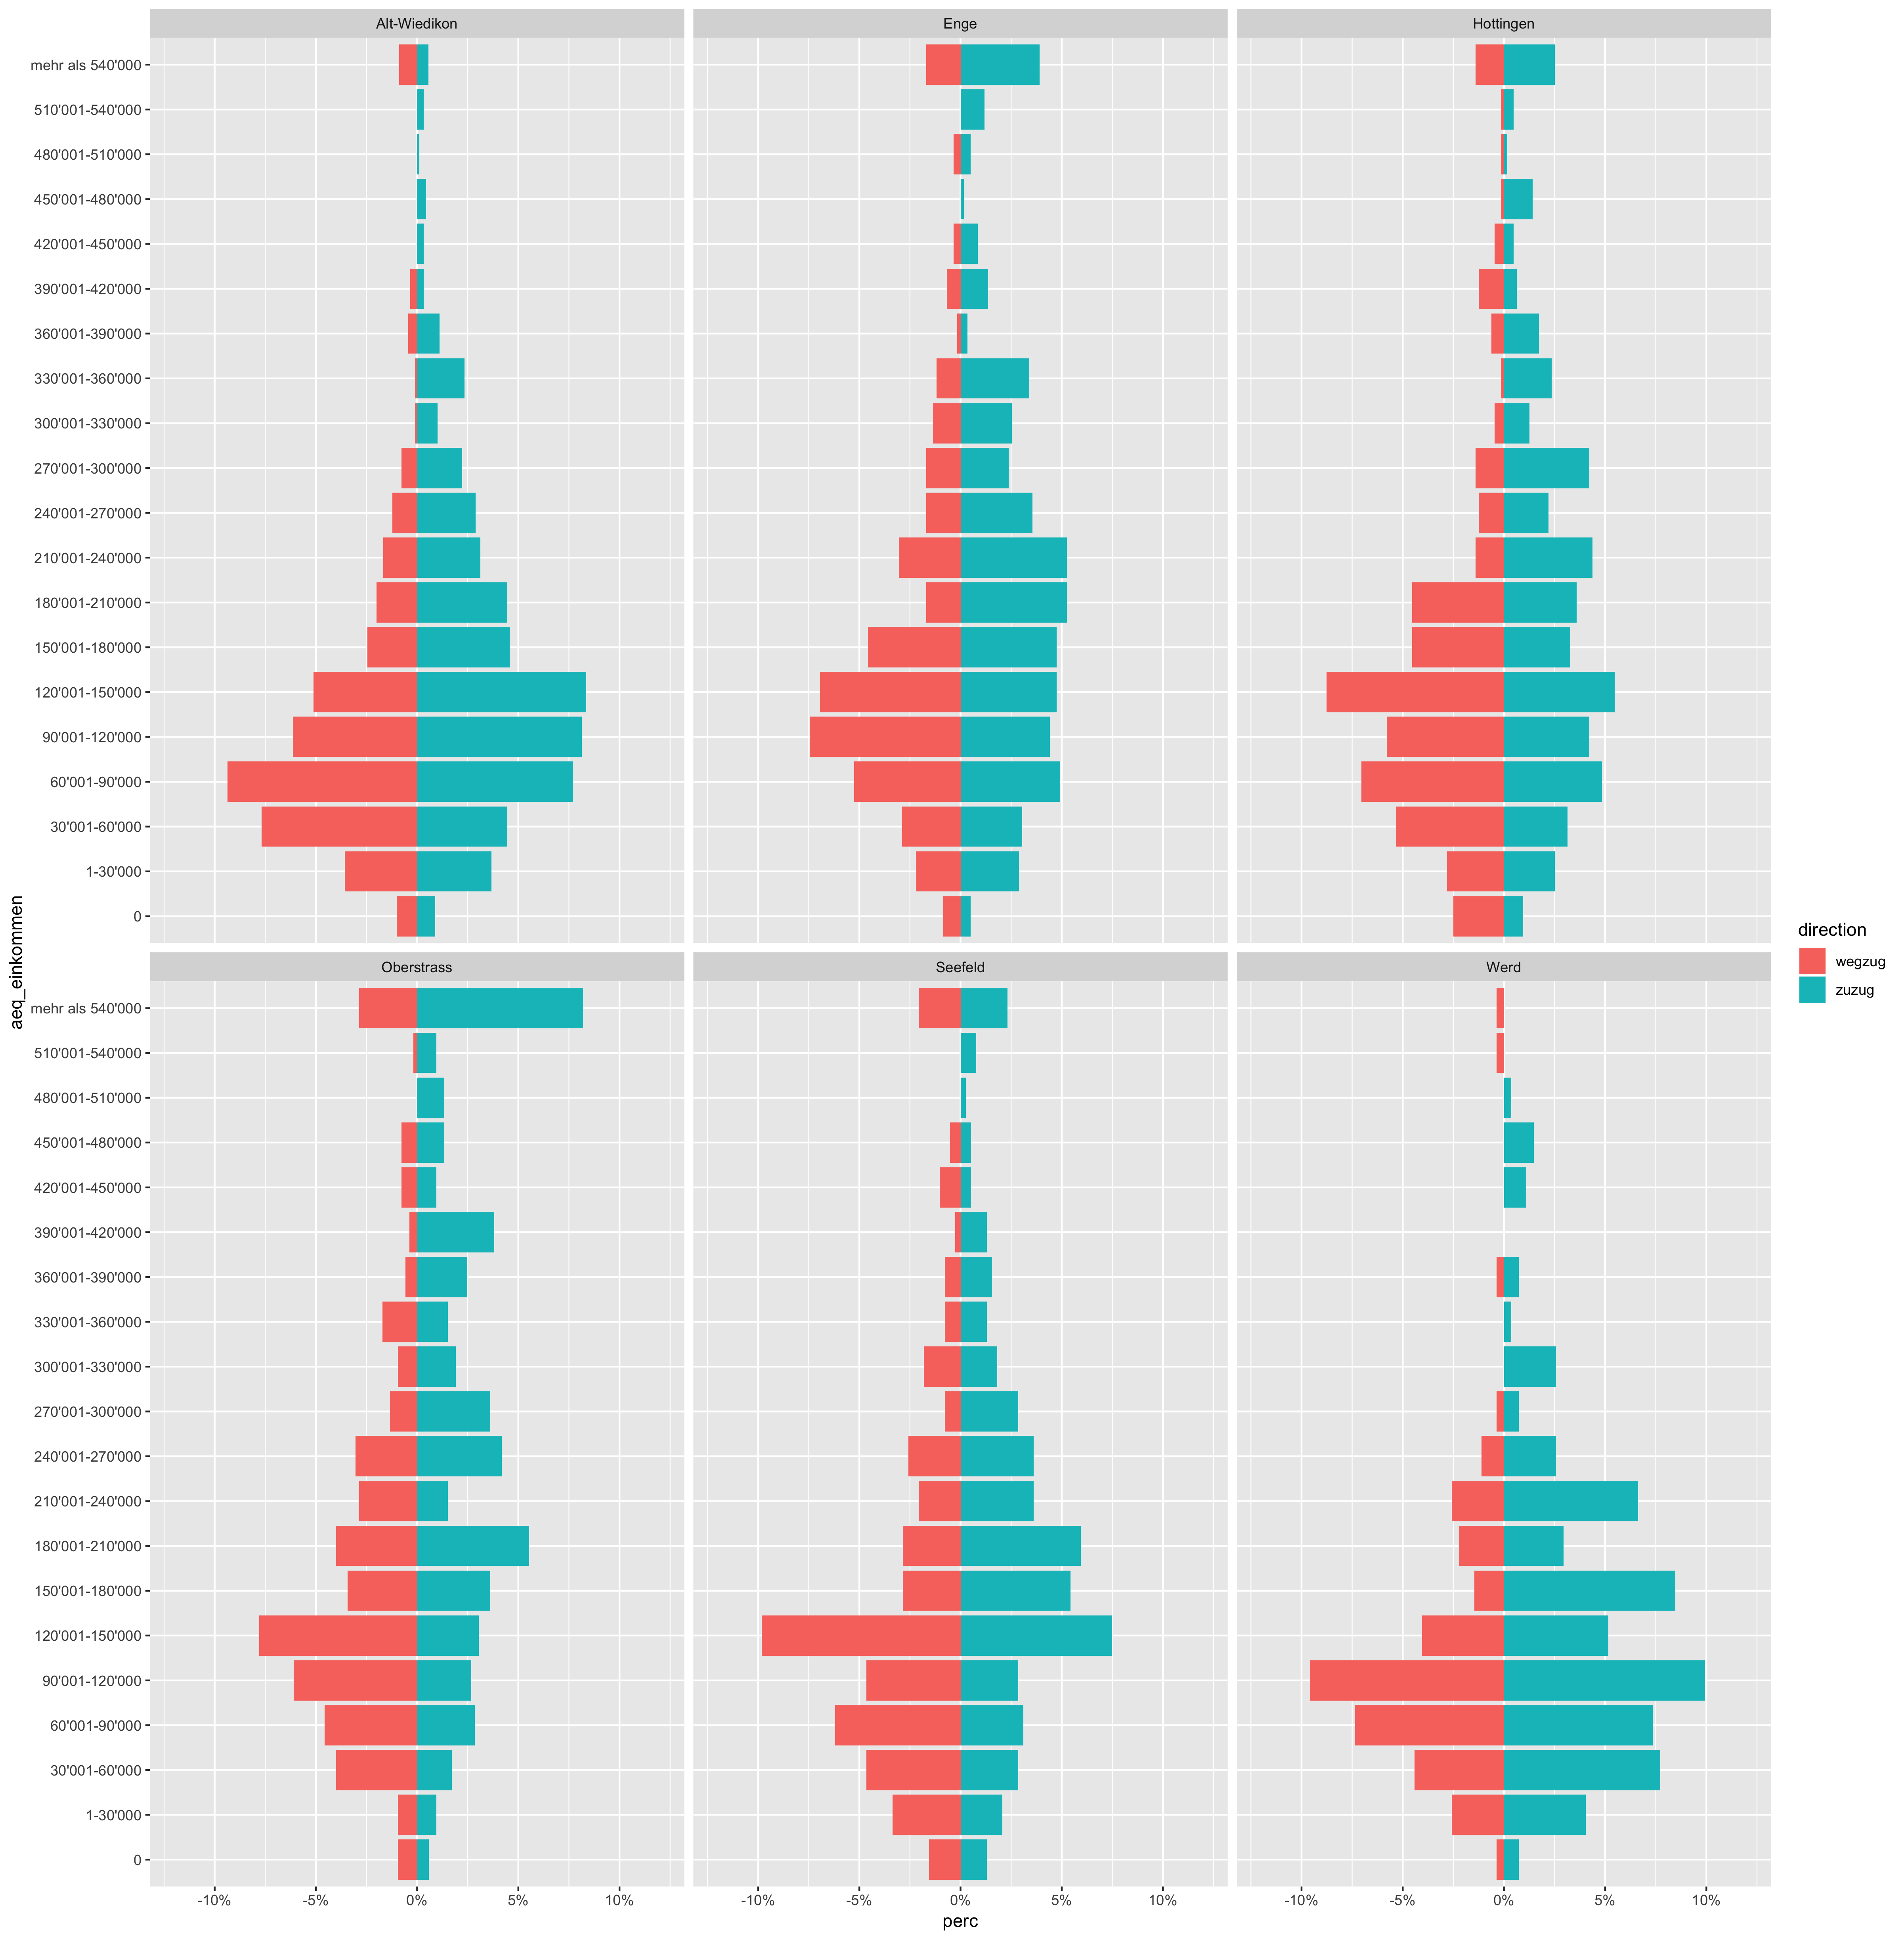 Alt-Wiedikon
Enge
Hottingen
mehr als 540'000
510'001-540'000
480'001-510'000
450'001-480'000
420'001-450'000
390'001-420'000
360'001-390'000
330'001-360'000
300'001-330'000
270'001-300'000
240'001-270'000
210'001-240'000
180'001-210'000
150'001-180'000
120'001-150'000
90'001-120'000
60'001-90'000
30'001-60'000
1-30'000
0
aeq_einkommen
direction
wegzug
zuzug
Oberstrass
Seefeld
Werd
mehr als 540'000
510'001-540'000
480'001-510'000
450'001-480'000
420'001-450'000
390'001-420'000
360'001-390'000
330'001-360'000
300'001-330'000
270'001-300'000
240'001-270'000
210'001-240'000
180'001-210'000
150'001-180'000
120'001-150'000
90'001-120'000
60'001-90'000
30'001-60'000
1-30'000
0
-10% -5% 0% 5% 10%
-10% -5% 0% 5% 10%
-10% -5% 0% 5% 10%
perc